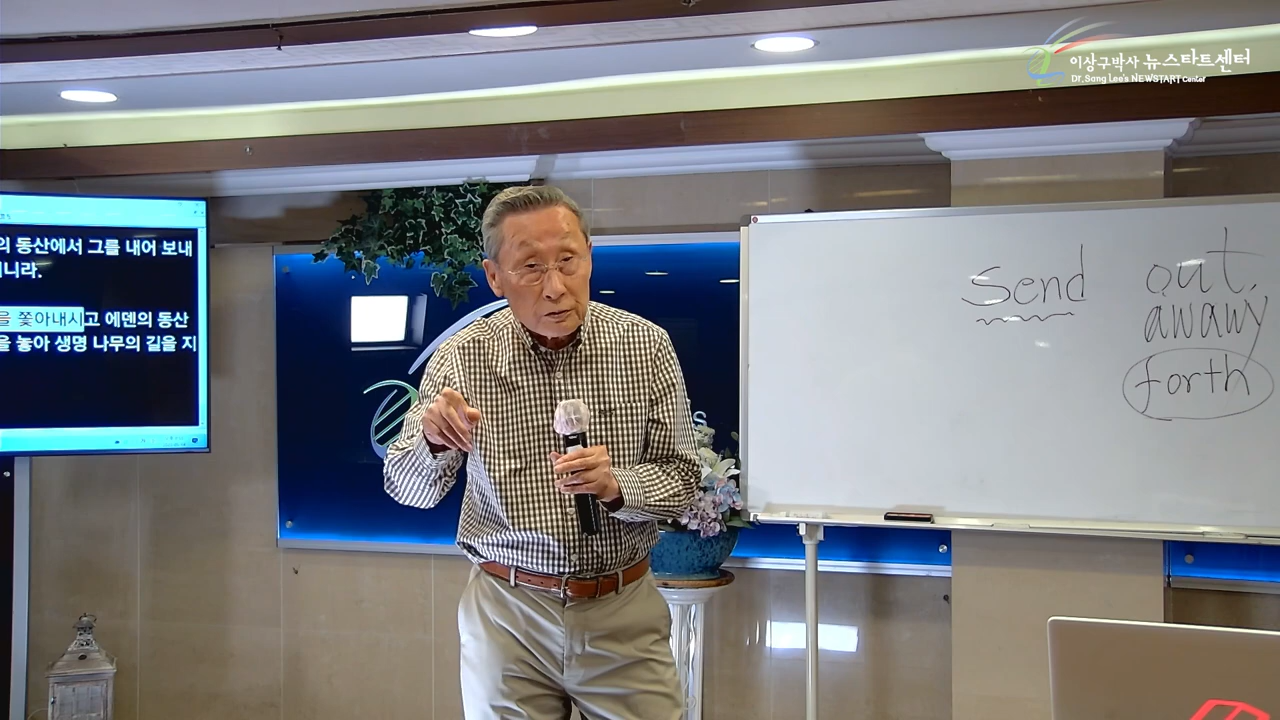 이상구박사 뉴스타트센터
Dr. Sang Lee's NEWSTART Center
의 동산에서 그를 내어 보내
니라.
을 쫓아내시고 에덴의 동산
을 놓아 생명 나무의 길을 지
send out,
awawy
forth